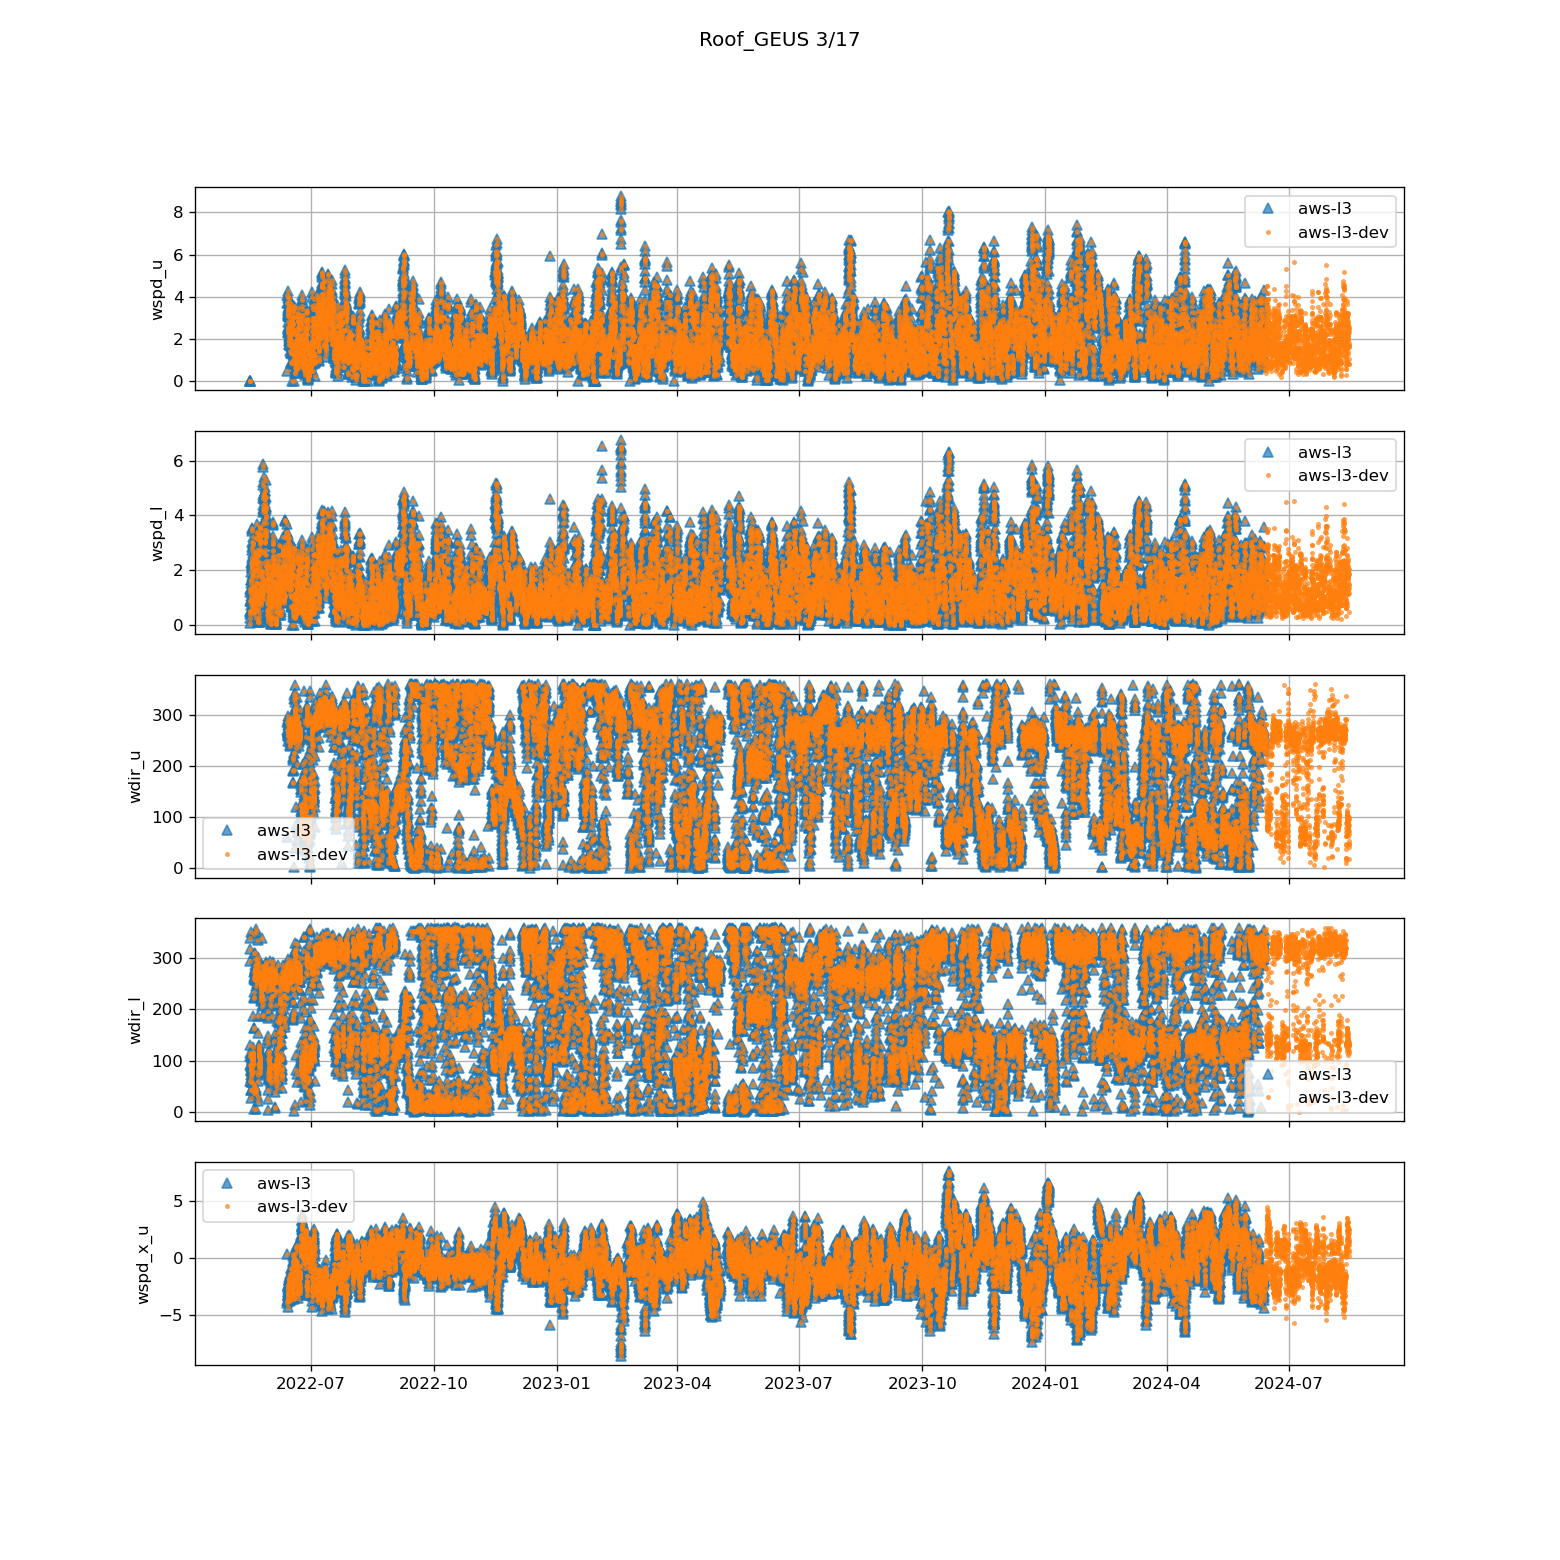 Roof_GEUS 3/17
wspd_u
8
6
4
2
0
aws-l3
aws-l3-dev
wspd_l
6
4
2
0
aws-l3
aws-l3-dev
wdir_u
300
200
100
0
aws-l3
aws-l3-dev
wdir_l
300
200
100
0
aws-l3
aws-l3-dev
wspd_x_u
5
0
−5
aws-l3
aws-l3-dev
2022-07
2022-10
2023-01
2023-04
2023-07
2023-10
2024-01
2024-04
2024-07